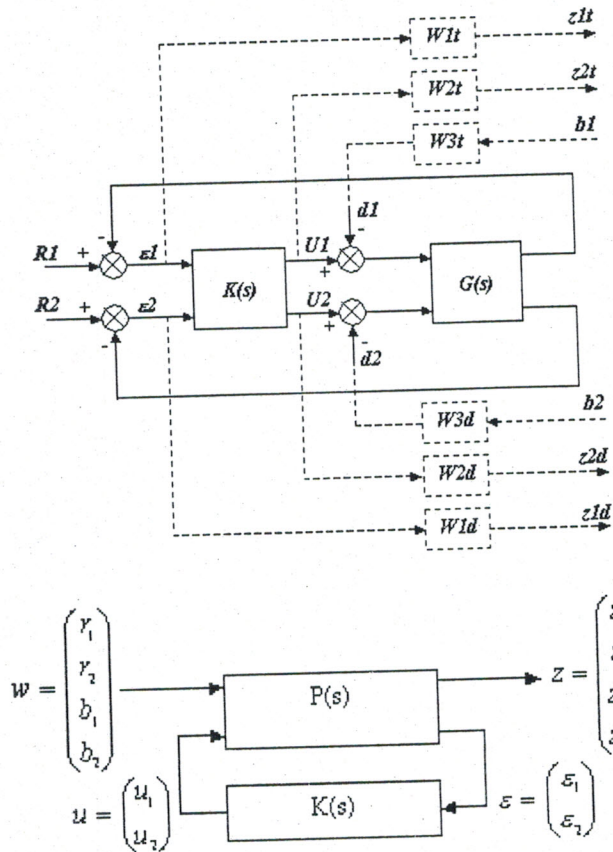 z1t
W1t
z2t
W2t
b1
W3t
-
d1
-
R1 + ε1 U1
+
K(s) G(s)
R2 + ε2 U2
- +
-
d2
b2
W3d
z2d
W2d
z1d
W1d
w = (r1 r2 b1 b2)
P(s)
z =
u = (u1 u2)
K(s)
ε = (ε1 ε2)